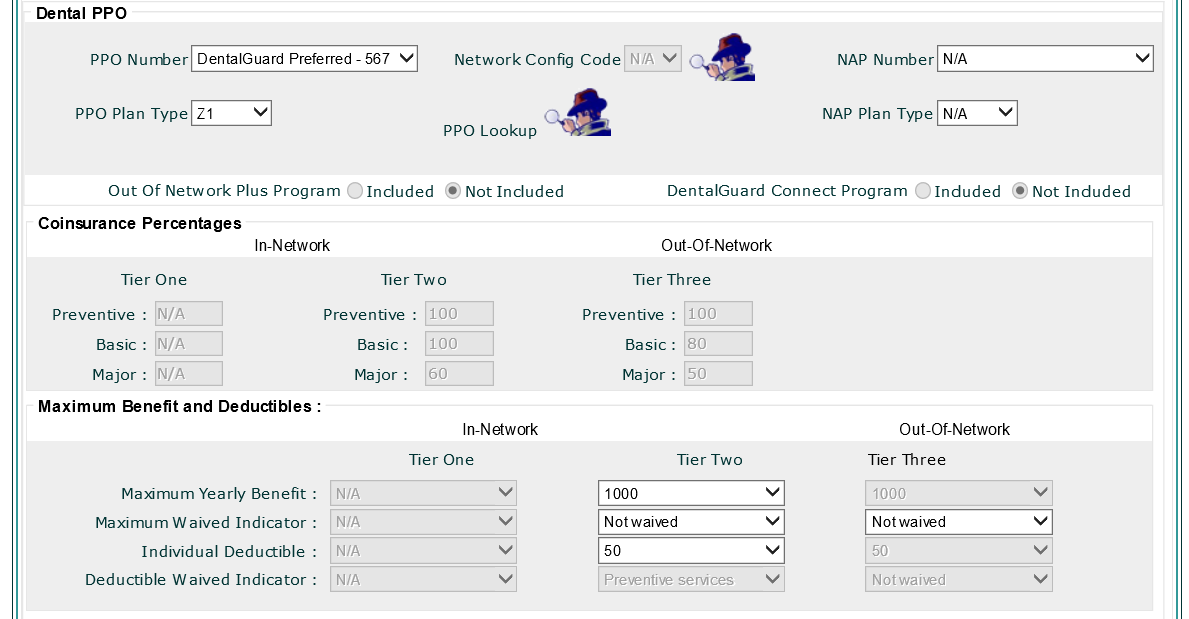 Dental PPO
PPO Number DentalGuard Preferred - 567 Network Config Code N/A NAP Number N/A
PPO Plan Type Z1 PPO Lookup NAP Plan Type N/A
Out Of Network Plus Program Included Not Included DentalGuard Connect Program Included Not Included
Coinsurance Percentages
In-Network Out-Of-Network
Tier One Tier Two Tier Three
Preventive : N/A Preventive : 100 Preventive : 100
Basic : N/A Basic : 100 Basic : 80
Major : N/A Major : 60 Major : 50
Maximum Benefit and Deductibles :
In-Network Out-Of-Network
Tier One Tier Two Tier Three
Maximum Yearly Benefit : N/A 1000 1000
Maximum Waived Indicator : N/A Not waived Not waived
Individual Deductible : N/A 50 50
Deductible Waived Indicator : N/A Preventive services Not waived